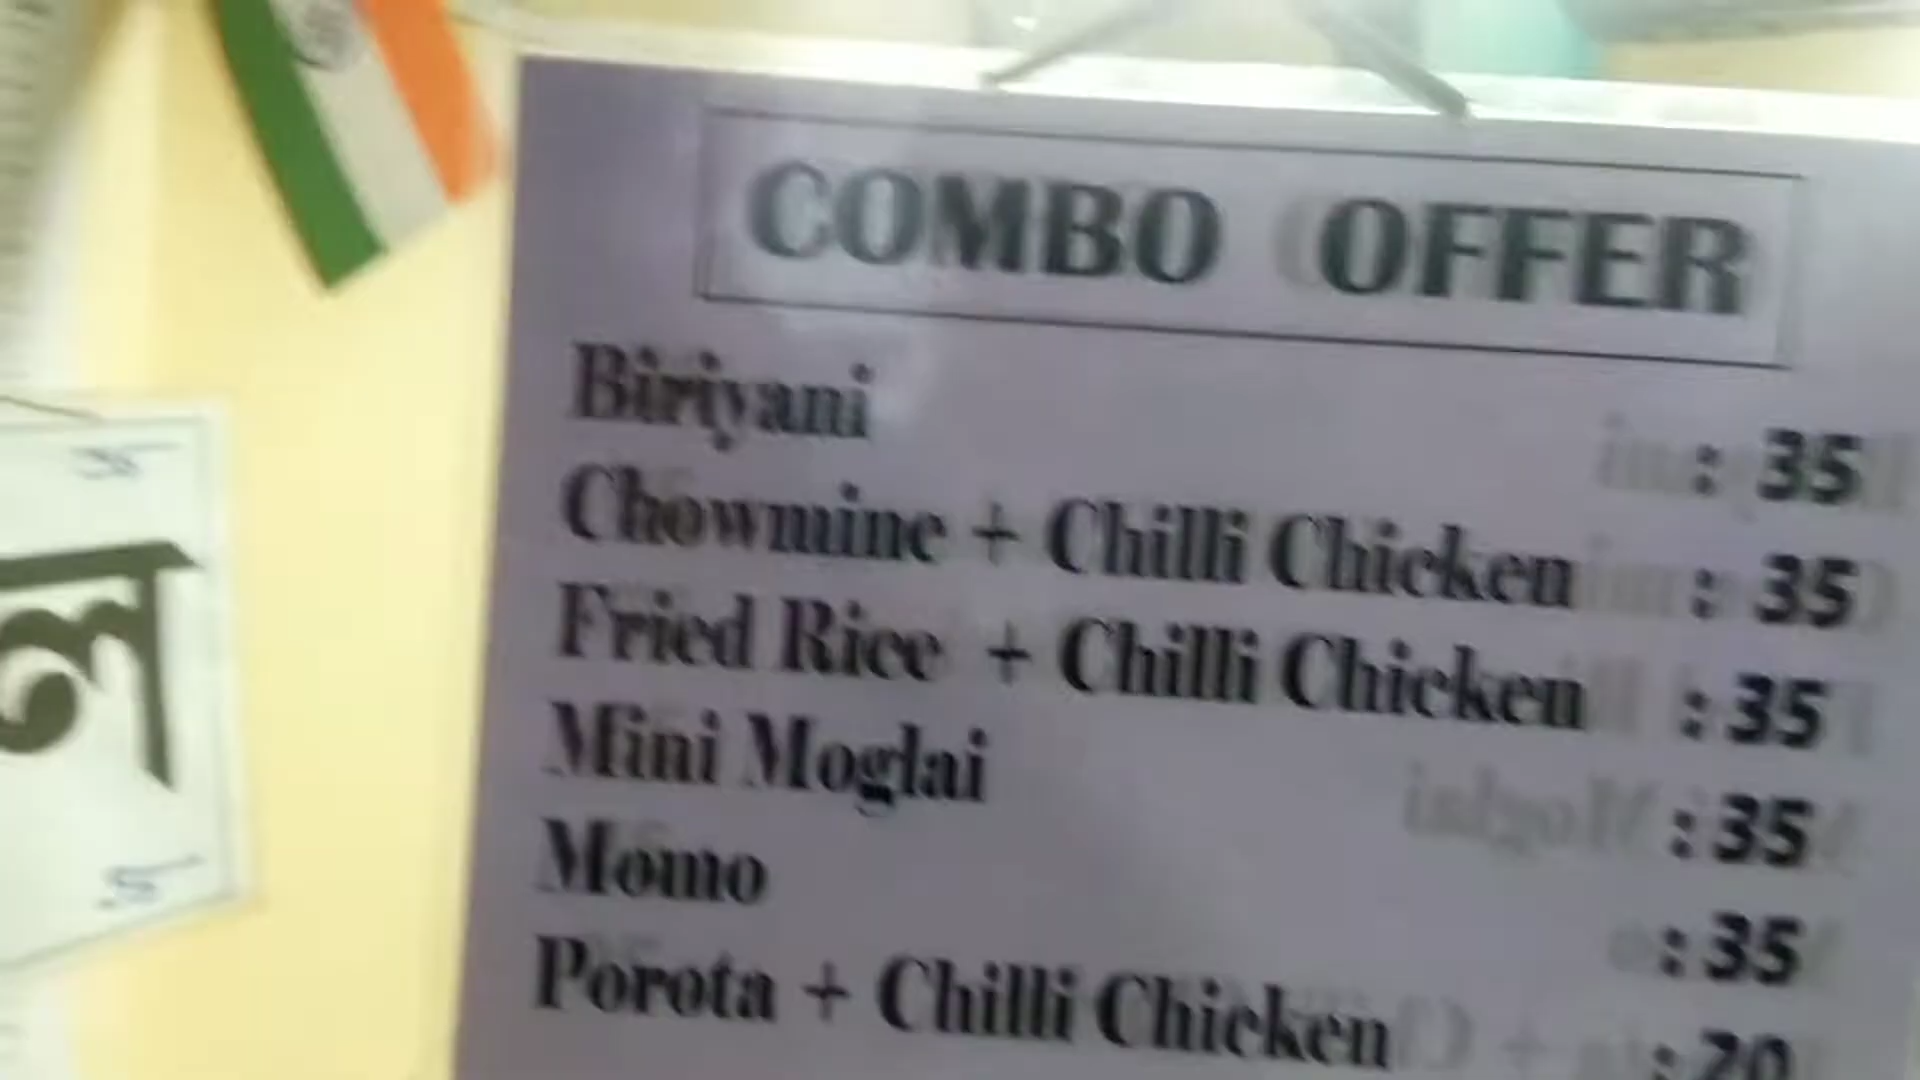 COMBO OFFER
Biriyani : 35
Chowmine + Chilli Chicken : 35
Fried Rice + Chilli Chicken : 35
Mini Moglai : 35
Momo : 35
Porota + Chilli Chicken : 20
ল